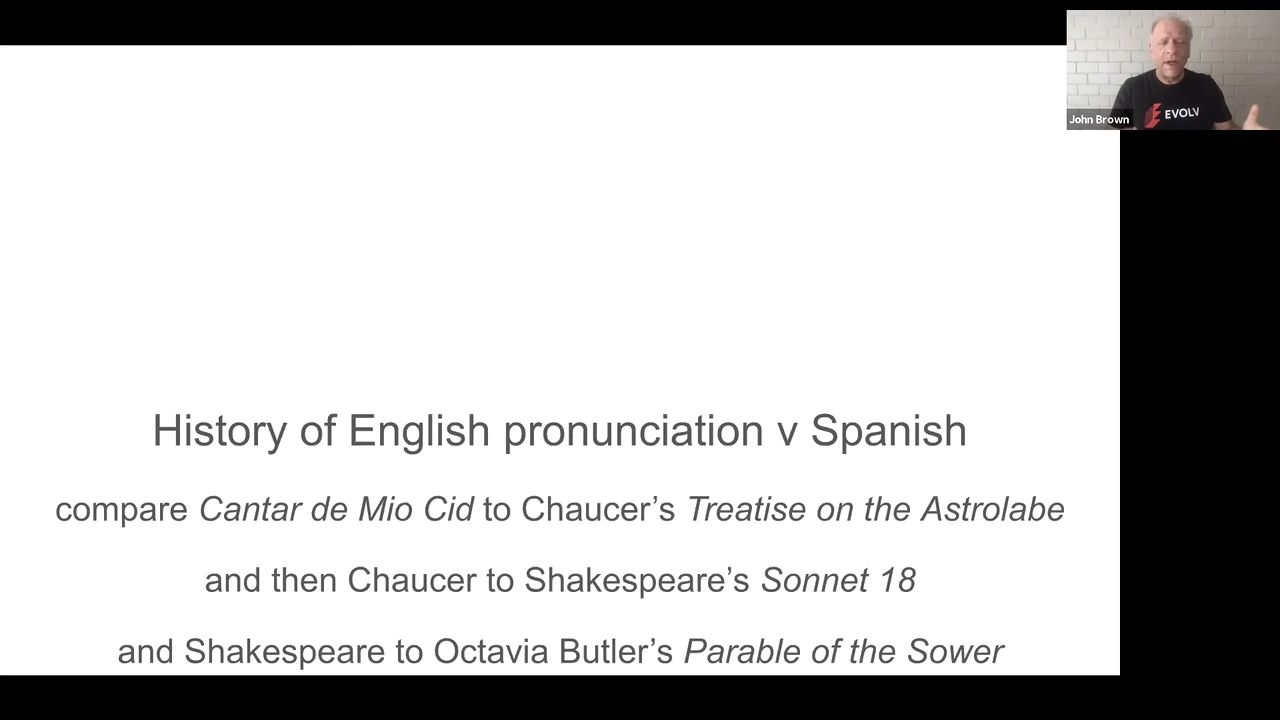 EVOLV
John Brown
History of English pronunciation v Spanish
compare Cantar de Mio Cid to Chaucer’s Treatise on the Astrolabe
and then Chaucer to Shakespeare’s Sonnet 18
and Shakespeare to Octavia Butler’s Parable of the Sower